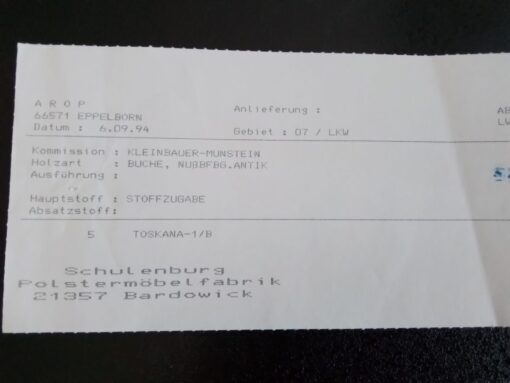 A R O P
66571 EPPELBORN
Anlieferung :
Datum : 6.09.94
Gebiet : 07 / LKW
Kommission : KLEINBAUER-MUNSTEIN
Holzart : BUCHE, NUßBFBG.ANTIK
Ausführung :
Hauptstoff : STOFFZUGABE
Absatzstoff:
5 TOSKANA-1/B
Schulenburg
Polstermöbelfabrik
21357 Bardowick